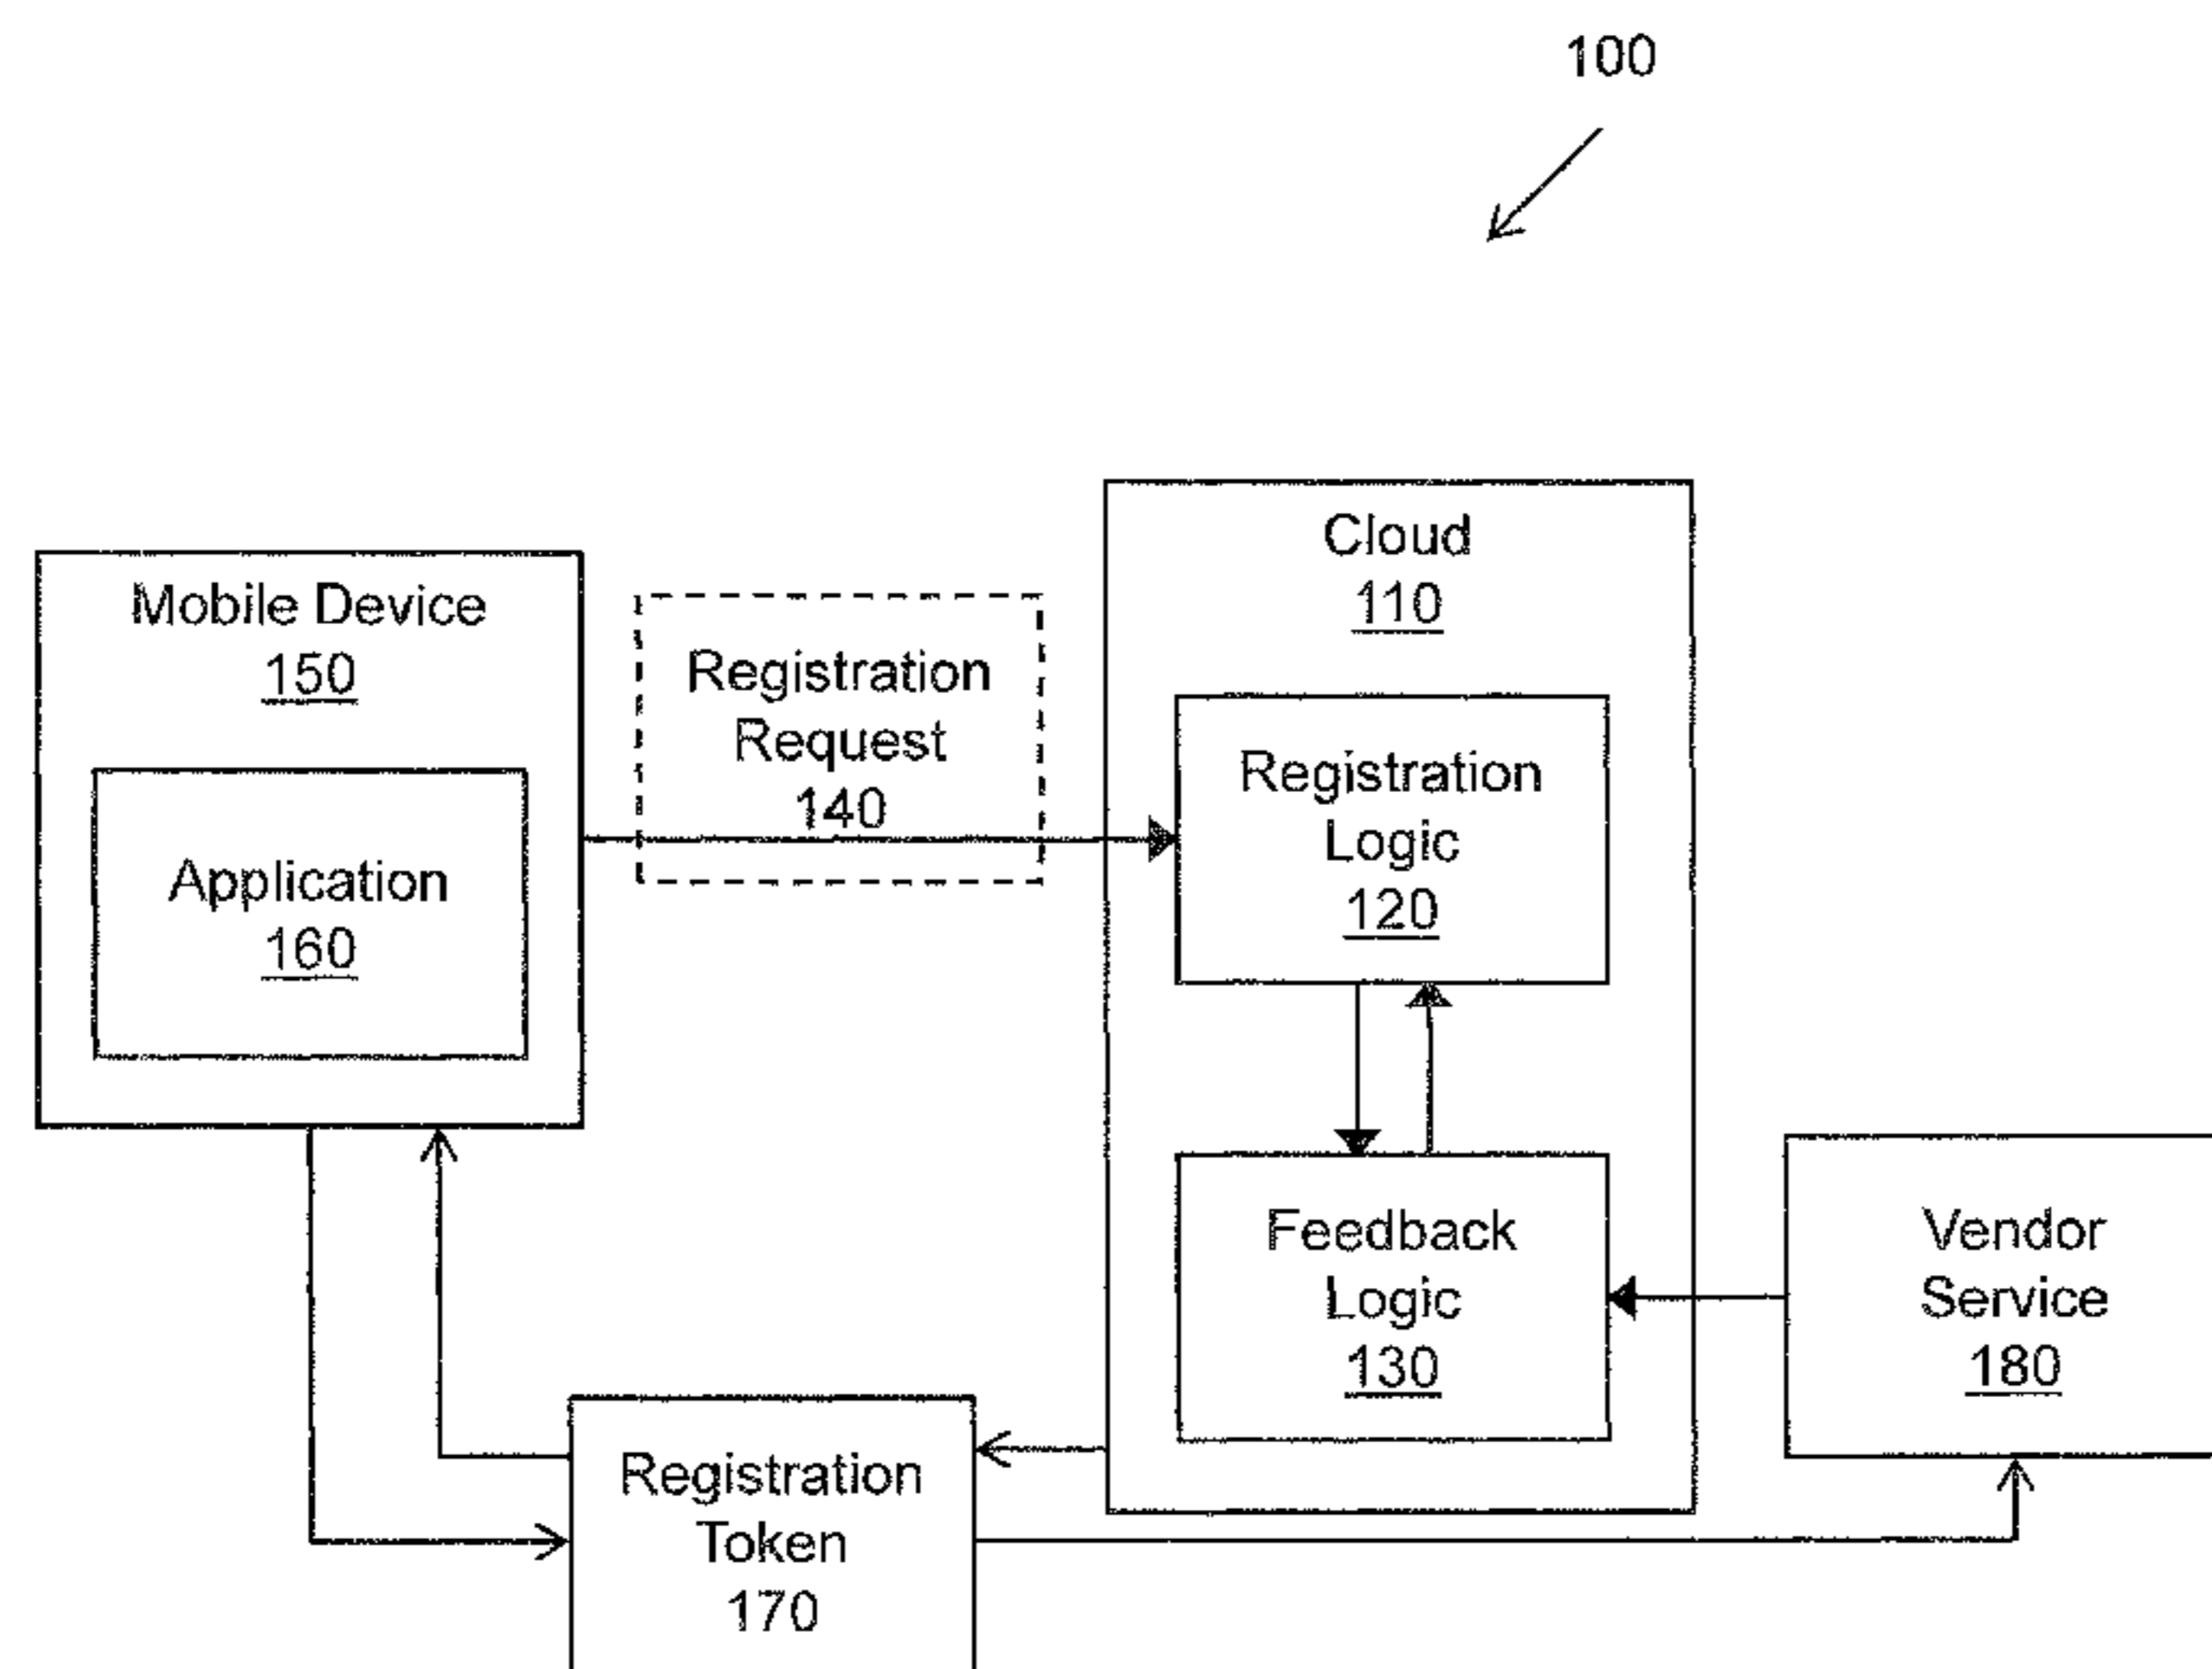 100
Cloud
110
Mobile Device
150
Registration
Request
140
Registration
Logic
120
Application
160
Feedback
Logic
130
Vendor
Service
180
Registration
Token
170